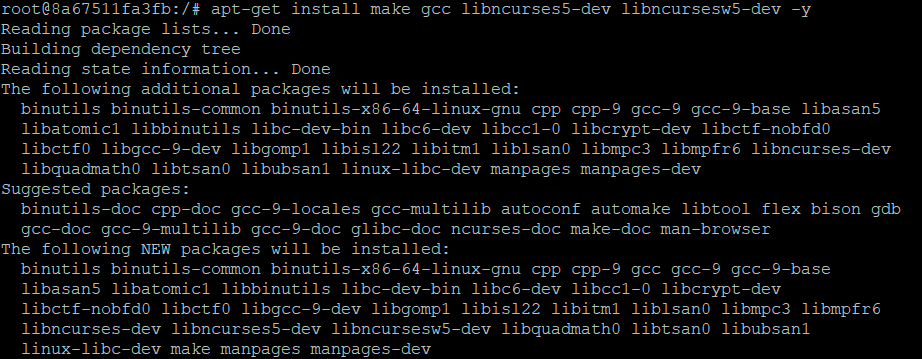 root@8a67511fa3fb:/# apt-get install make gcc libncurses5-dev libncursesw5-dev -y
Reading package lists... Done
Building dependency tree
Reading state information... Done
The following additional packages will be installed:
  binutils binutils-common binutils-x86-64-linux-gnu cpp cpp-9 gcc-9 gcc-9-base libasan5
  libatomic1 libbinutils libc-dev-bin libc6-dev libcc1-0 libcrypt-dev libctf-nobfd0
  libctf0 libgcc-9-dev libgomp1 libisl22 libitm1 liblsan0 libmpc3 libmpfr6 libncurses-dev
  libquadmath0 libtsan0 libubsan1 linux-libc-dev manpages manpages-dev
Suggested packages:
  binutils-doc cpp-doc gcc-9-locales gcc-multilib autoconf automake libtool flex bison gdb
  gcc-doc gcc-9-multilib gcc-9-doc glibc-doc ncurses-doc make-doc man-browser
The following NEW packages will be installed:
  binutils binutils-common binutils-x86-64-linux-gnu cpp cpp-9 gcc gcc-9 gcc-9-base
  libasan5 libatomic1 libbinutils libc-dev-bin libc6-dev libcc1-0 libcrypt-dev
  libctf-nobfd0 libctf0 libgcc-9-dev libgomp1 libisl22 libitm1 liblsan0 libmpc3 libmpfr6
  libncurses-dev libncurses5-dev libncursesw5-dev libquadmath0 libtsan0 libubsan1
  linux-libc-dev make manpages manpages-dev